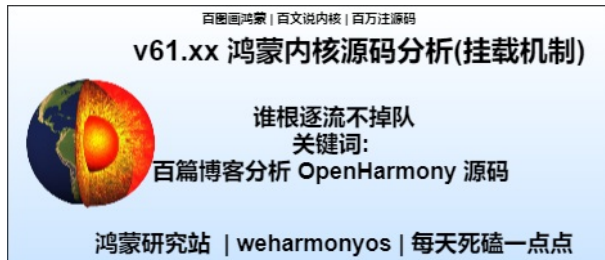 百图画鸿蒙 | 百文说内核 | 百万注源码
v61.xx 鸿蒙内核源码分析(挂载机制)
谁根逐流不掉队
关键词:
百篇博客分析 OpenHarmony 源码
鸿蒙研究站 | weharmonyos | 每天死磕一点点